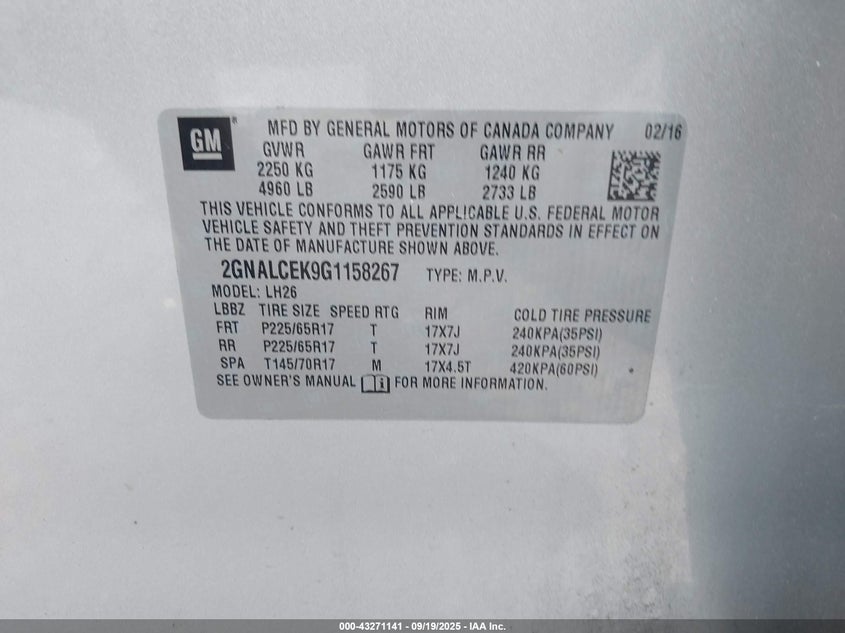 GM
MFD BY GENERAL MOTORS OF CANADA COMPANY 02/16
GVWR GAWR FRT GAWR RR
2250 KG 1175 KG 1240 KG
4960 LB 2590 LB 2733 LB
THIS VEHICLE CONFORMS TO ALL APPLICABLE U.S. FEDERAL MOTOR
VEHICLE SAFETY AND THEFT PREVENTION STANDARDS IN EFFECT ON
THE DATE OF MANUFACTURE SHOWN ABOVE.
2GNALCEK9G1158267 TYPE: M.P.V.
MODEL: LH26
LBBZ TIRE SIZE SPEED RTG RIM COLD TIRE PRESSURE
FRT P225/65R17 T 17X7J 240KPA(35PSI)
RR P225/65R17 T 17X7J 240KPA(35PSI)
SPA T145/70R17 M 17X4.5T 420KPA(60PSI)
SEE OWNER'S MANUAL FOR MORE INFORMATION.
000-43271141 - 09/19/2025 - IAA Inc.